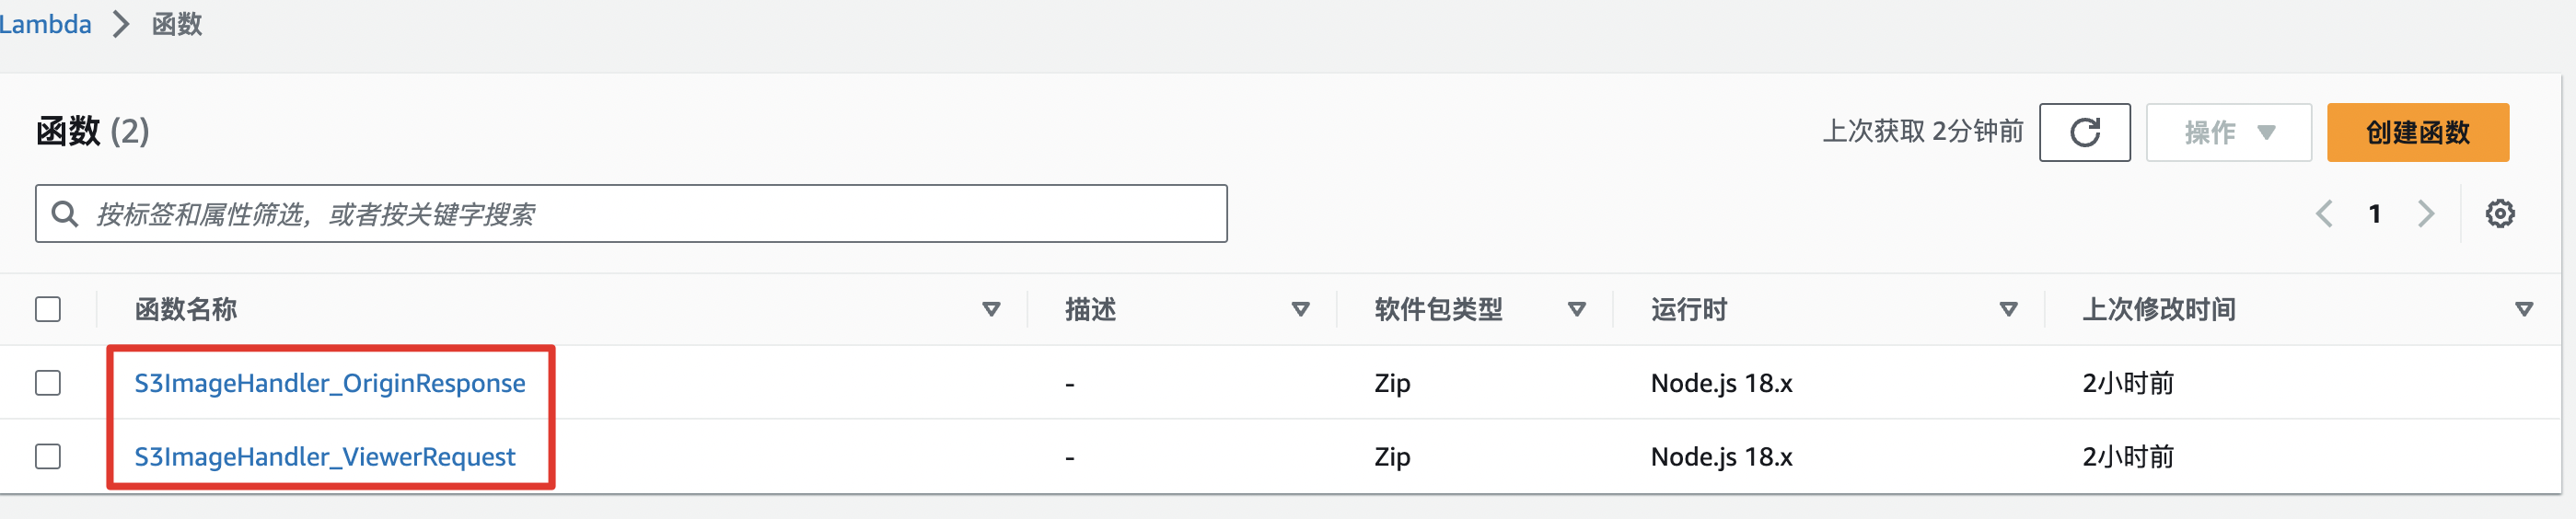 Lambda > 函数
函数 (2)
上次获取 2分钟前
操作
创建函数
按标签和属性筛选，或者按关键字搜索
1
函数名称 描述 软件包类型 运行时 上次修改时间
S3ImageHandler_OriginResponse - Zip Node.js 18.x 2小时前
S3ImageHandler_ViewerRequest - Zip Node.js 18.x 2小时前